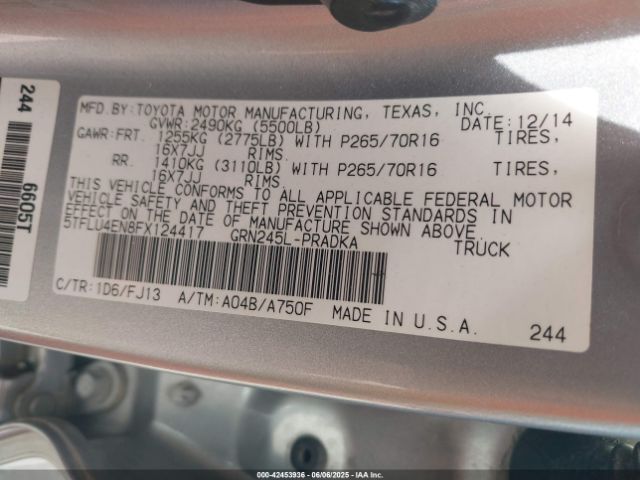 MFD.BY:TOYOTA MOTOR MANUFACTURING, TEXAS, INC.
GVWR:2490KG (5500LB) DATE:12/14
GAWR:FRT. 1255KG (2775LB) WITH P265/70R16 TIRES,
16X7JJ RIMS
RR. 1410KG (3110LB) WITH P265/70R16 TIRES,
16X7JJ RIMS
THIS VEHICLE CONFORMS TO ALL APPLICABLE FEDERAL MOTOR
VEHICLE SAFETY AND THEFT PREVENTION STANDARDS IN
EFFECT ON THE DATE OF MANUFACTURE SHOWN ABOVE.
5TFLU4EN8FX124417 GRN245L-PRADKA TRUCK
C/TR:1D6/FJ13 A/TM:A04B/A750F MADE IN U.S.A. 244
244 6605T
000-42453936 | 06/06/2025 - IAA Inc.